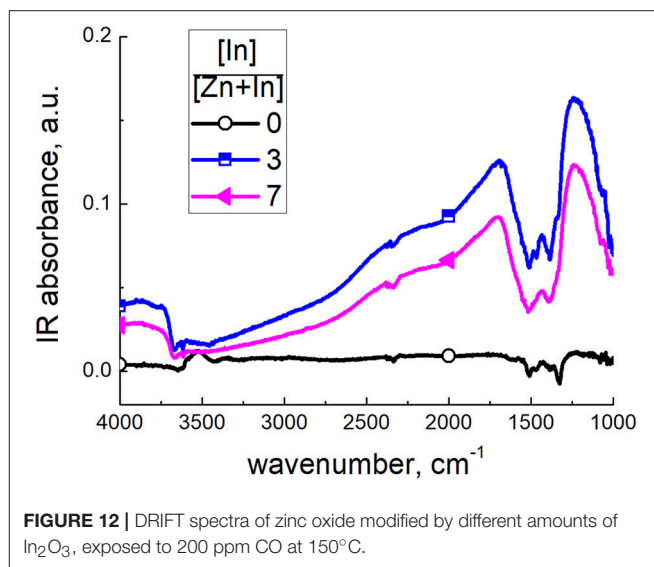 0.2
[In]
[Zn+In]
0
3
7
0.1
0.0
IR absorbance, a.u.
4000 3500 3000 2500 2000 1500 1000
wavenumber, cm⁻¹
FIGURE 12 | DRIFT spectra of zinc oxide modified by different amounts of
In₂O₃, exposed to 200 ppm CO at 150°C.